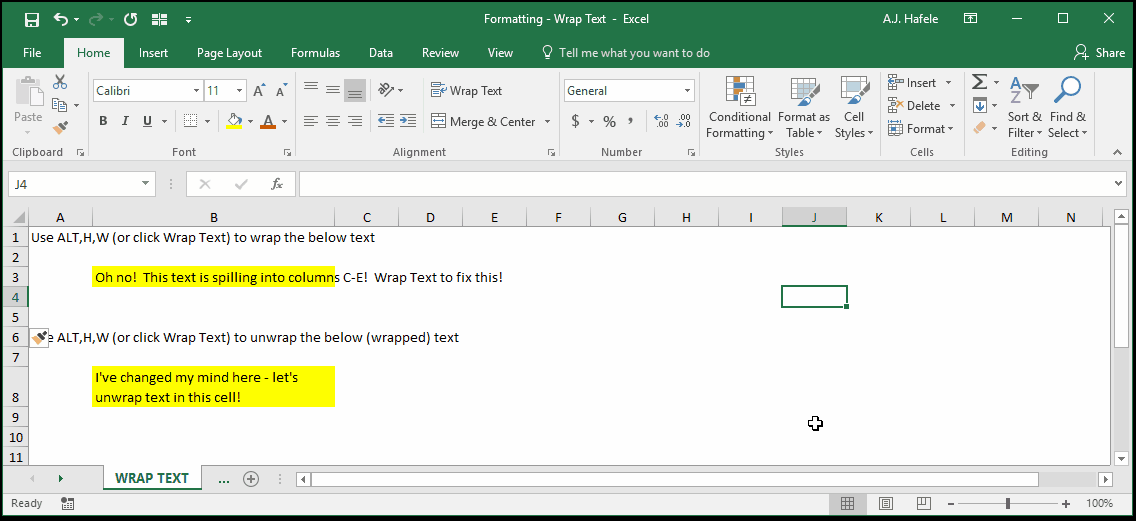 Formatting - Wrap Text - Excel
A.J. Hafele
File Home Insert Page Layout Formulas Data Review View Tell me what you want to do Share
Calibri 11 Wrap Text General Insert
Paste B I U Merge & Center $ % , Conditional Formatting Format as Table Cell Styles Delete Sort & Filter Find & Select
Format
Clipboard Font Alignment Number Styles Cells Editing
J4 fx
A B C D E F G H I J K L M N
1 Use ALT,H,W (or click Wrap Text) to wrap the below text
2
3 Oh no! This text is spilling into columns C-E! Wrap Text to fix this!
4
5
6 e ALT,H,W (or click Wrap Text) to unwrap the below (wrapped) text
7
I've changed my mind here - let's
8 unwrap text in this cell!
9
10
11
WRAP TEXT ...
Ready 100%